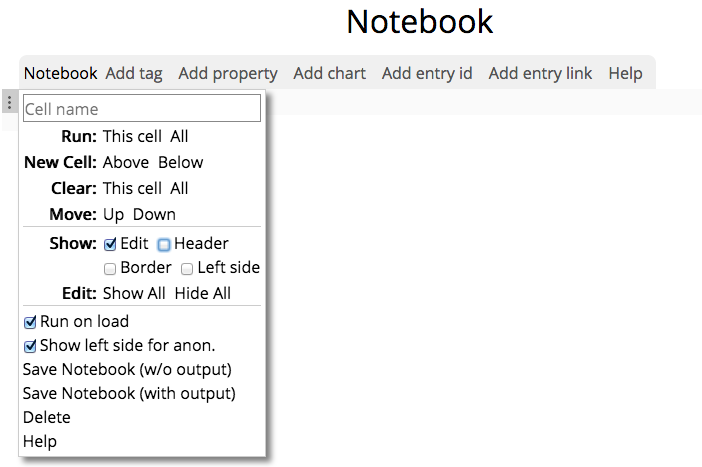 Notebook
Notebook Add tag Add property Add chart Add entry id Add entry link Help
Cell name
Run: This cell All
New Cell: Above Below
Clear: This cell All
Move: Up Down
Show: Edit Header
Border Left side
Edit: Show All Hide All
Run on load
Show left side for anon.
Save Notebook (w/o output)
Save Notebook (with output)
Delete
Help